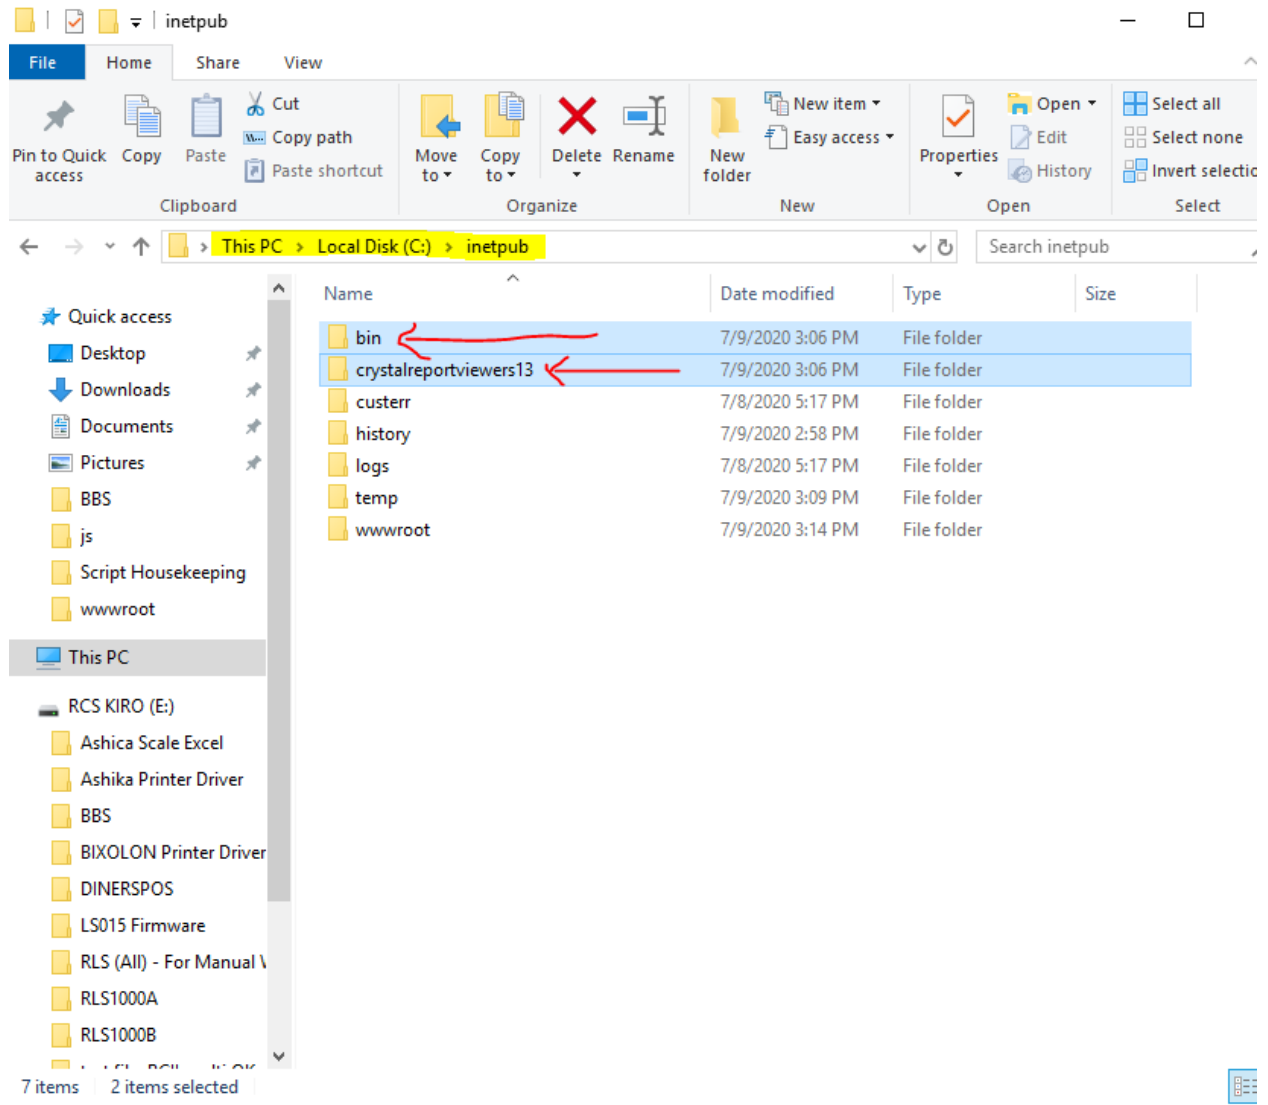 inetpub
File Home Share View
Pin to Quick access
Copy
Paste
Cut
Copy path
Paste shortcut
Clipboard
Move to
Copy to
Delete
Rename
Organize
New folder
New item
Easy access
New
Properties
Open
Edit
History
Open
Select all
Select none
Invert selectio
Select
This PC > Local Disk (C:) > inetpub
Search inetpub
Name Date modified Type Size
bin 7/9/2020 3:06 PM File folder
crystalreportviewers13 7/9/2020 3:06 PM File folder
custerr 7/8/2020 5:17 PM File folder
history 7/9/2020 2:58 PM File folder
logs 7/8/2020 5:17 PM File folder
temp 7/9/2020 3:09 PM File folder
wwwroot 7/9/2020 3:14 PM File folder
Quick access
Desktop
Downloads
Documents
Pictures
BBS
js
Script Housekeeping
wwwroot
This PC
RCS KIRO (E:)
Ashica Scale Excel
Ashika Printer Driver
BBS
BIXOLON Printer Driver
DINERSPOS
LS015 Firmware
RLS (All) - For Manual
RLS1000A
RLS1000B
7 items 2 items selected